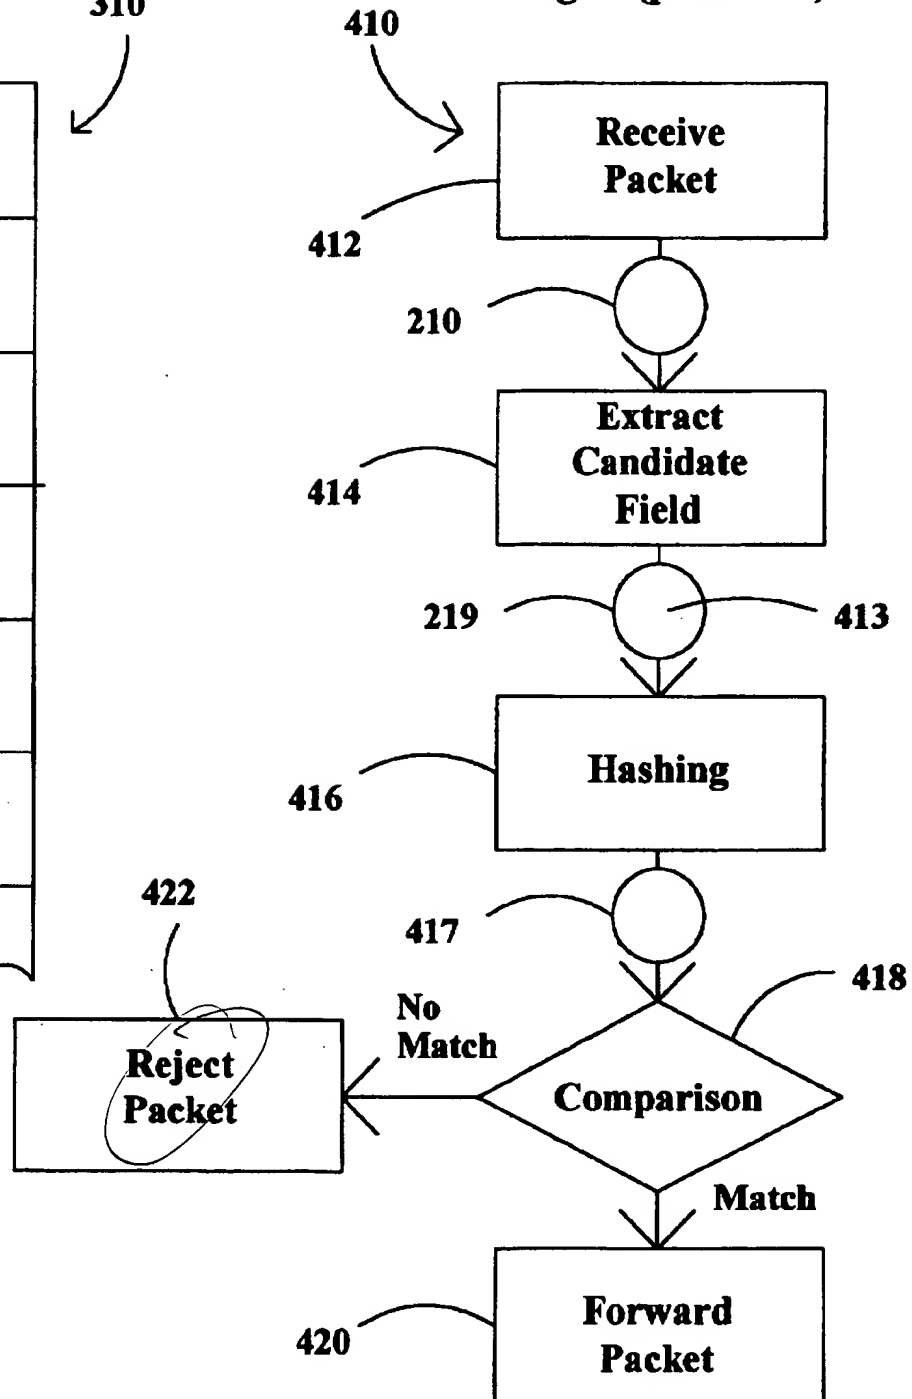 310
410
Receive
Packet
412
210
Extract
Candidate
Field
414
219
413
Hashing
416
417
422
418
No
Match
Reject
Packet
Comparison
Match
Forward
Packet
420